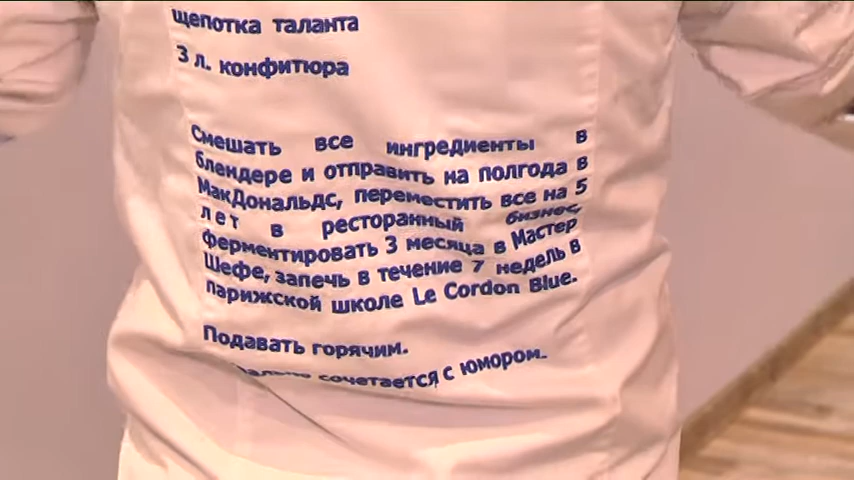 щепотка таланта
3 л. конфитюра
Смешать все ингредиенты в
блендере и отправить на полгода в
МакДональдс, переместить все на 5
лет в ресторанный бизнес,
ферментировать 3 месяца в Мастер
Шефе, запечь в течение 7 недель в
парижской школе Le Cordon Blue.
Подавать горячим.
сочетается с юмором.